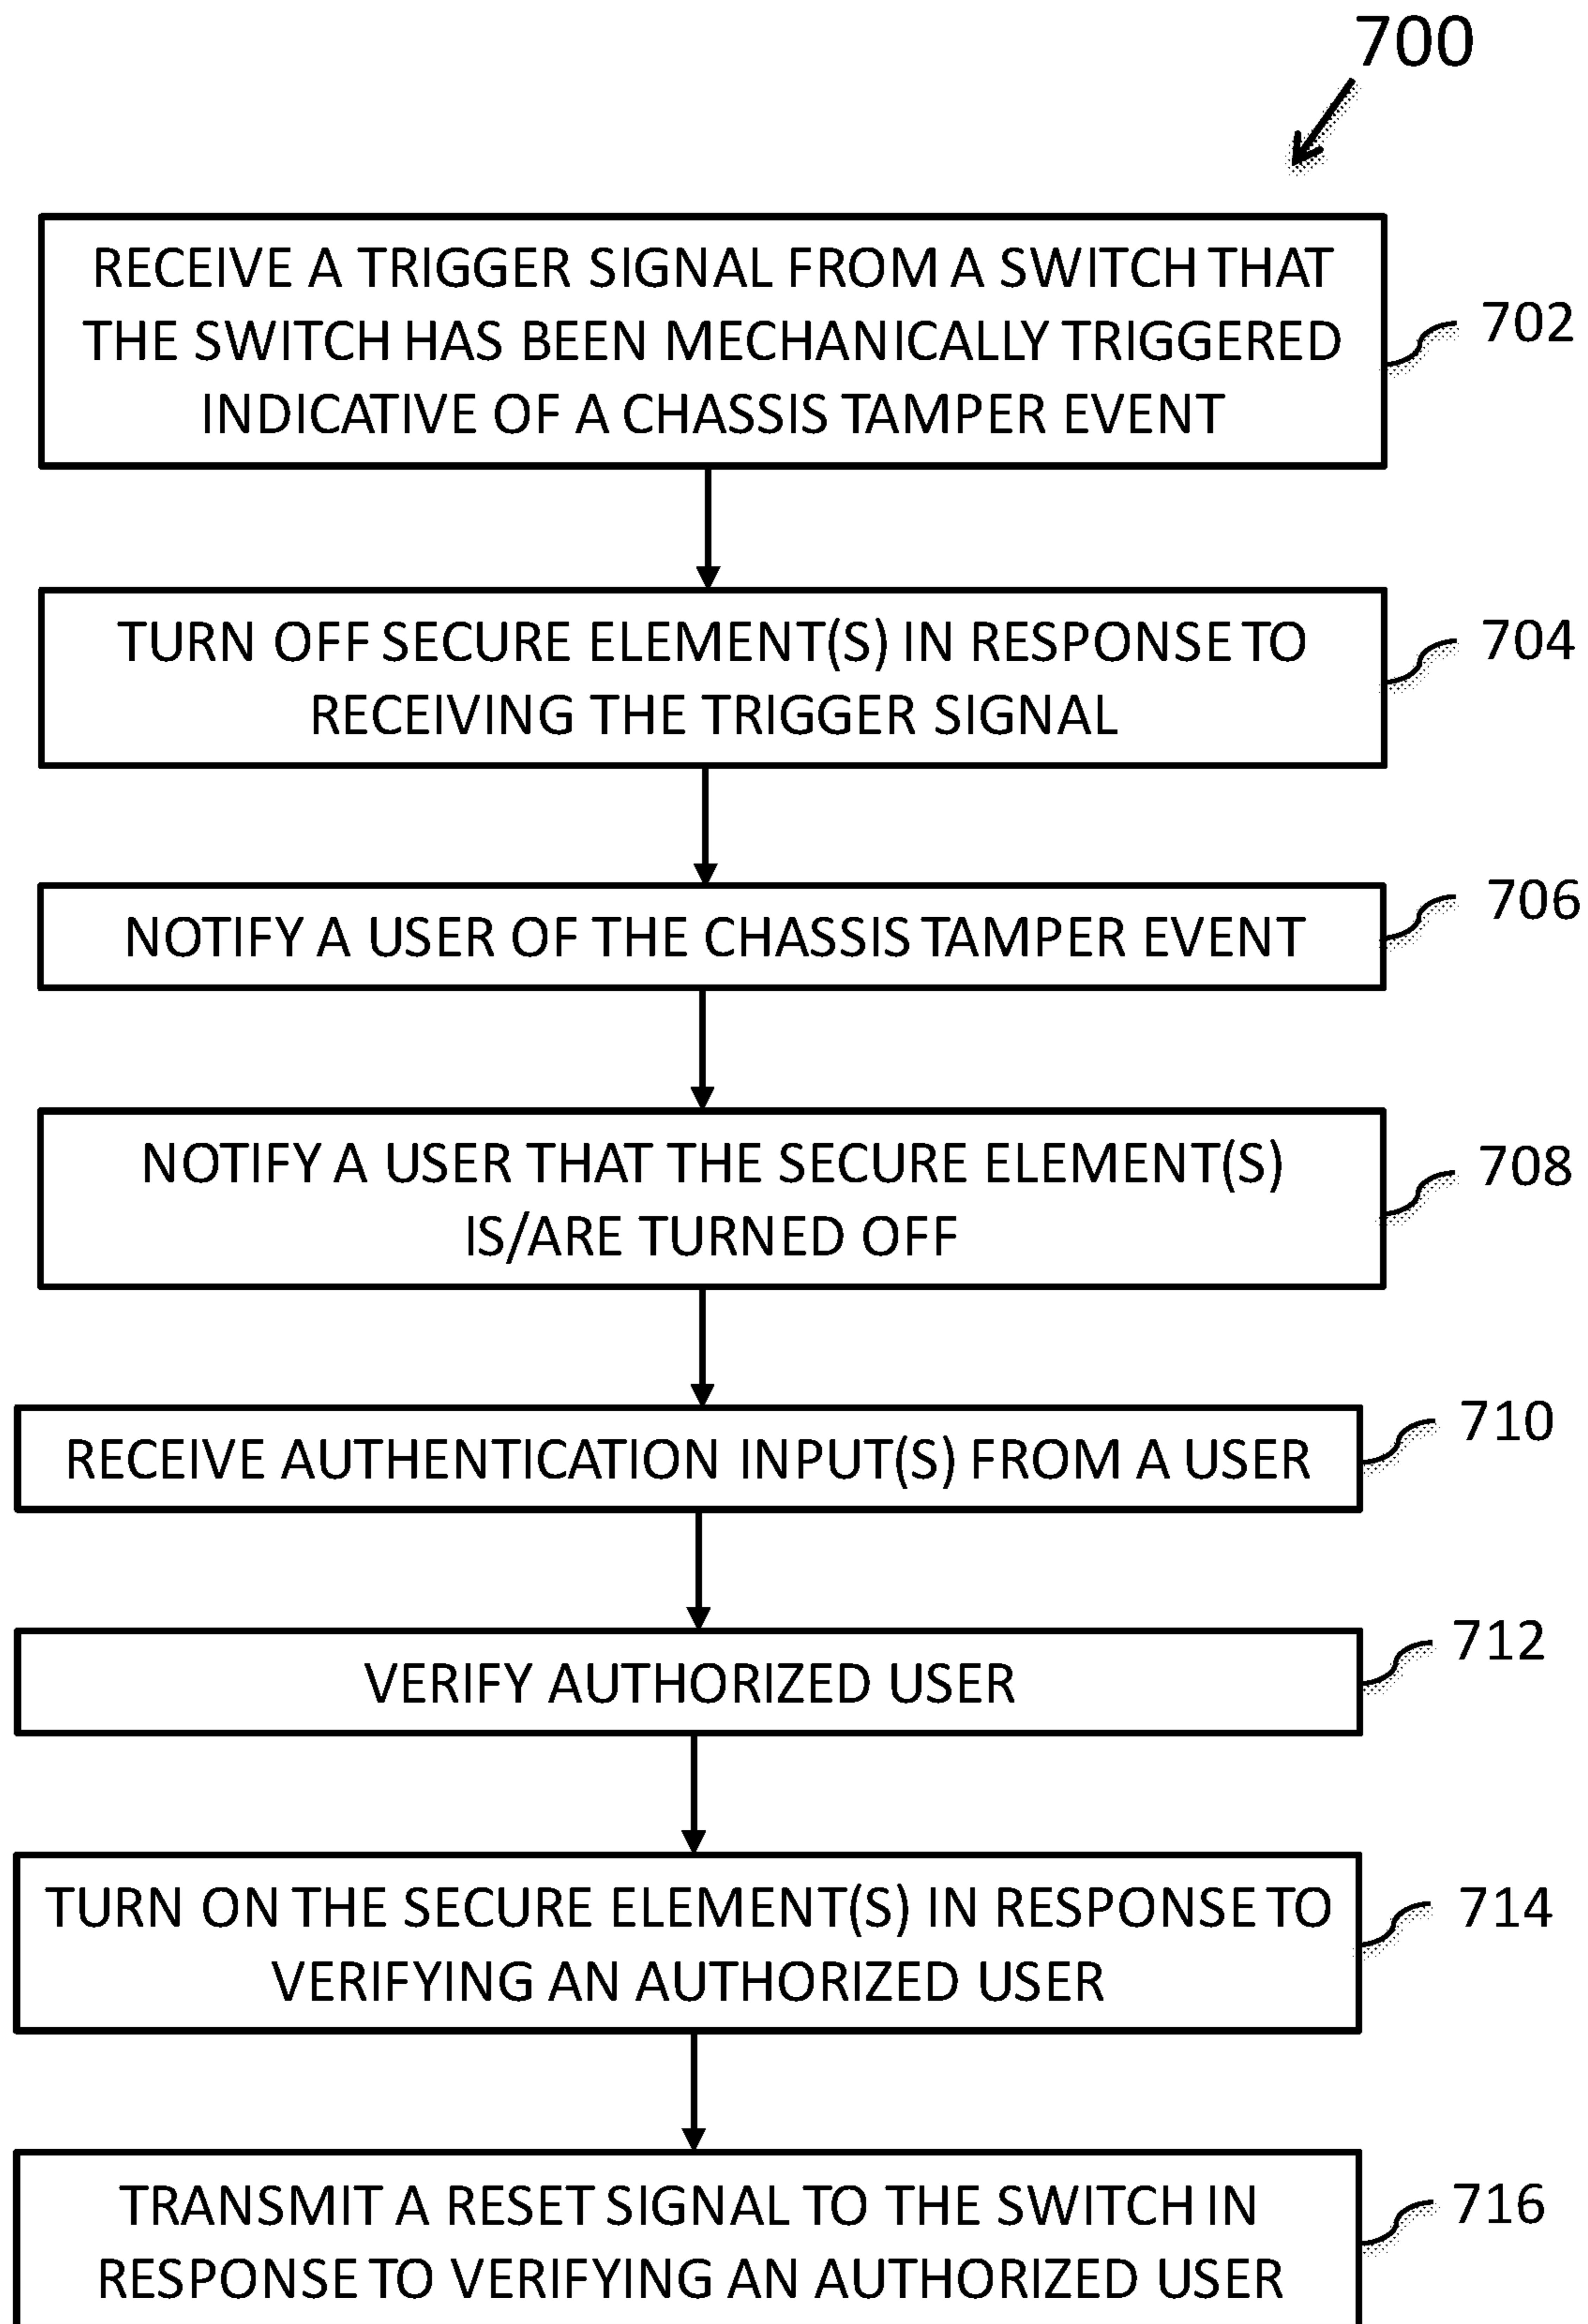 700
RECEIVE A TRIGGER SIGNAL FROM A SWITCH THAT
THE SWITCH HAS BEEN MECHANICALLY TRIGGERED
INDICATIVE OF A CHASSIS TAMPER EVENT
702
TURN OFF SECURE ELEMENT(S) IN RESPONSE TO
RECEIVING THE TRIGGER SIGNAL
704
NOTIFY A USER OF THE CHASSIS TAMPER EVENT
706
NOTIFY A USER THAT THE SECURE ELEMENT(S)
IS/ARE TURNED OFF
708
RECEIVE AUTHENTICATION INPUT(S) FROM A USER
710
VERIFY AUTHORIZED USER
712
TURN ON THE SECURE ELEMENT(S) IN RESPONSE TO
VERIFYING AN AUTHORIZED USER
714
TRANSMIT A RESET SIGNAL TO THE SWITCH IN
RESPONSE TO VERIFYING AN AUTHORIZED USER
716